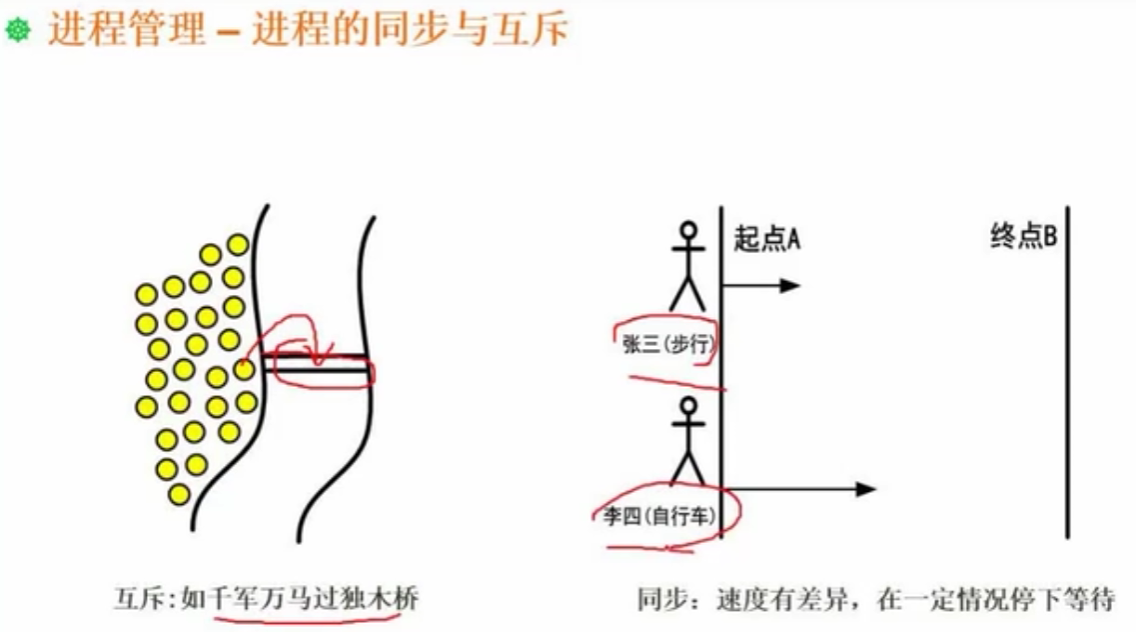 进程管理 – 进程的同步与互斥
起点A
终点B
张三(步行)
李四(自行车)
互斥:如千军万马过独木桥
同步：速度有差异，在一定情况停下等待